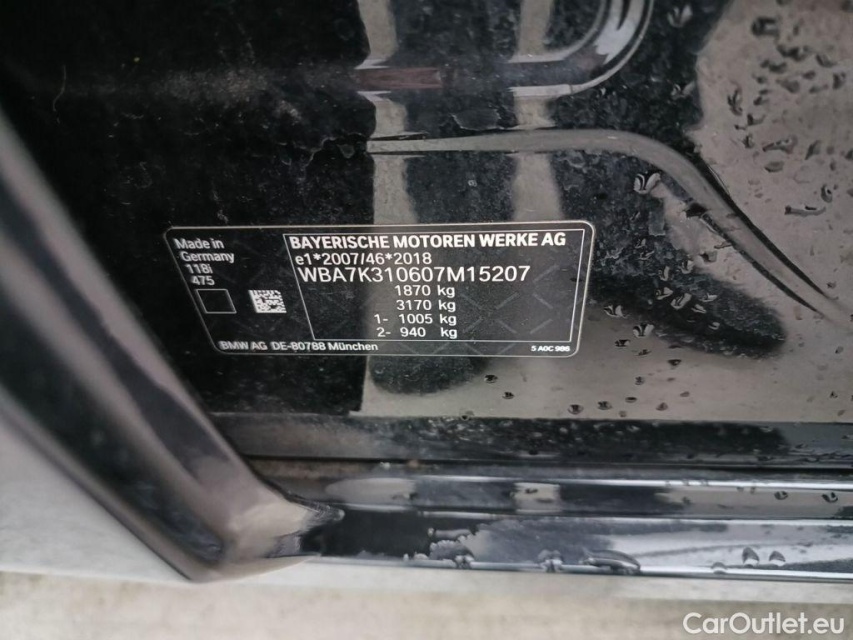 Made in
Germany
118i
475
BAYERISCHE MOTOREN WERKE AG
e1*2007/46*2018
WBA7K310607M15207
1870 kg
3170 kg
1- 1005 kg
2- 940 kg
BMW AG DE-80788 München
5 A0C 986
CarOutlet.eu